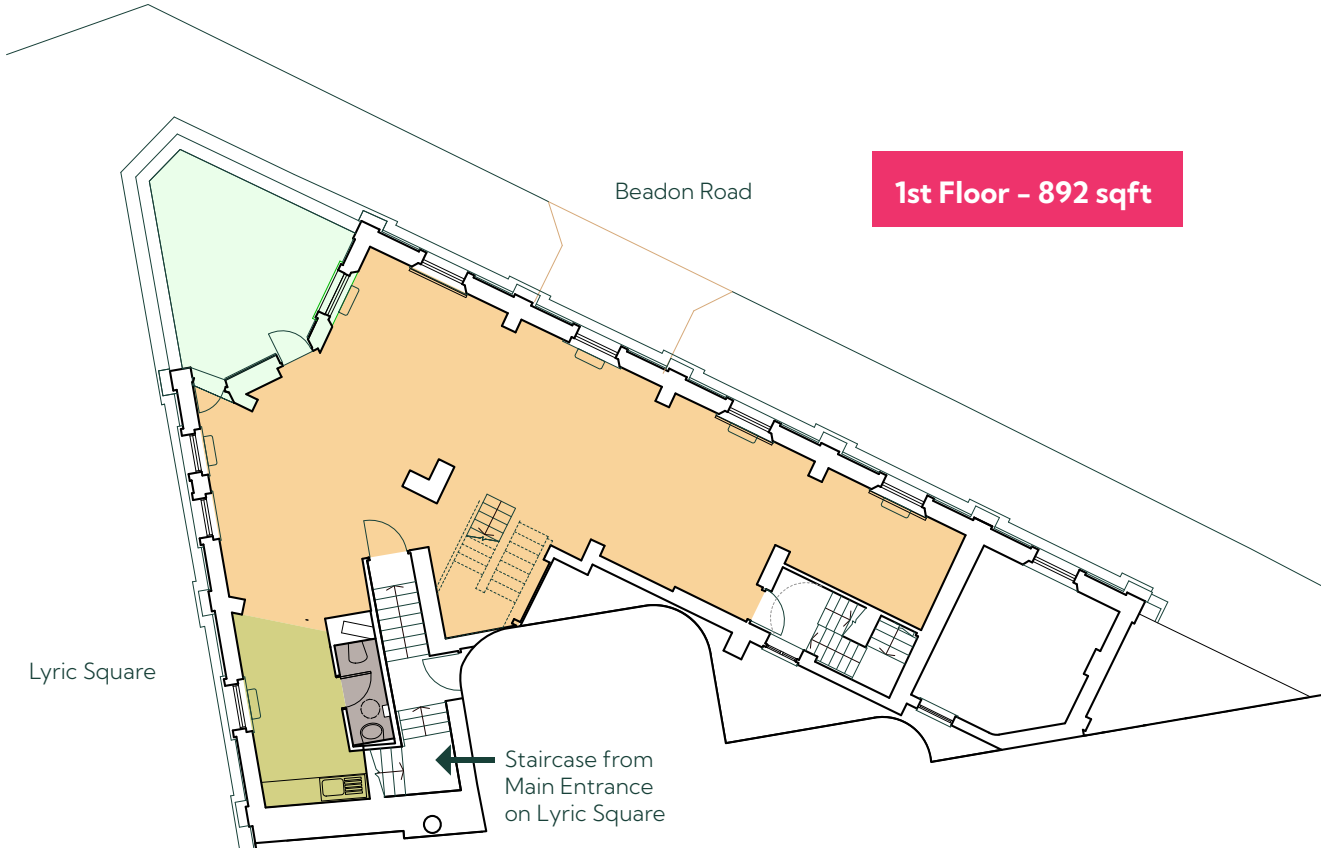 Beadon Road
1st Floor - 892 sqft
Lyric Square
Staircase from
Main Entrance
on Lyric Square